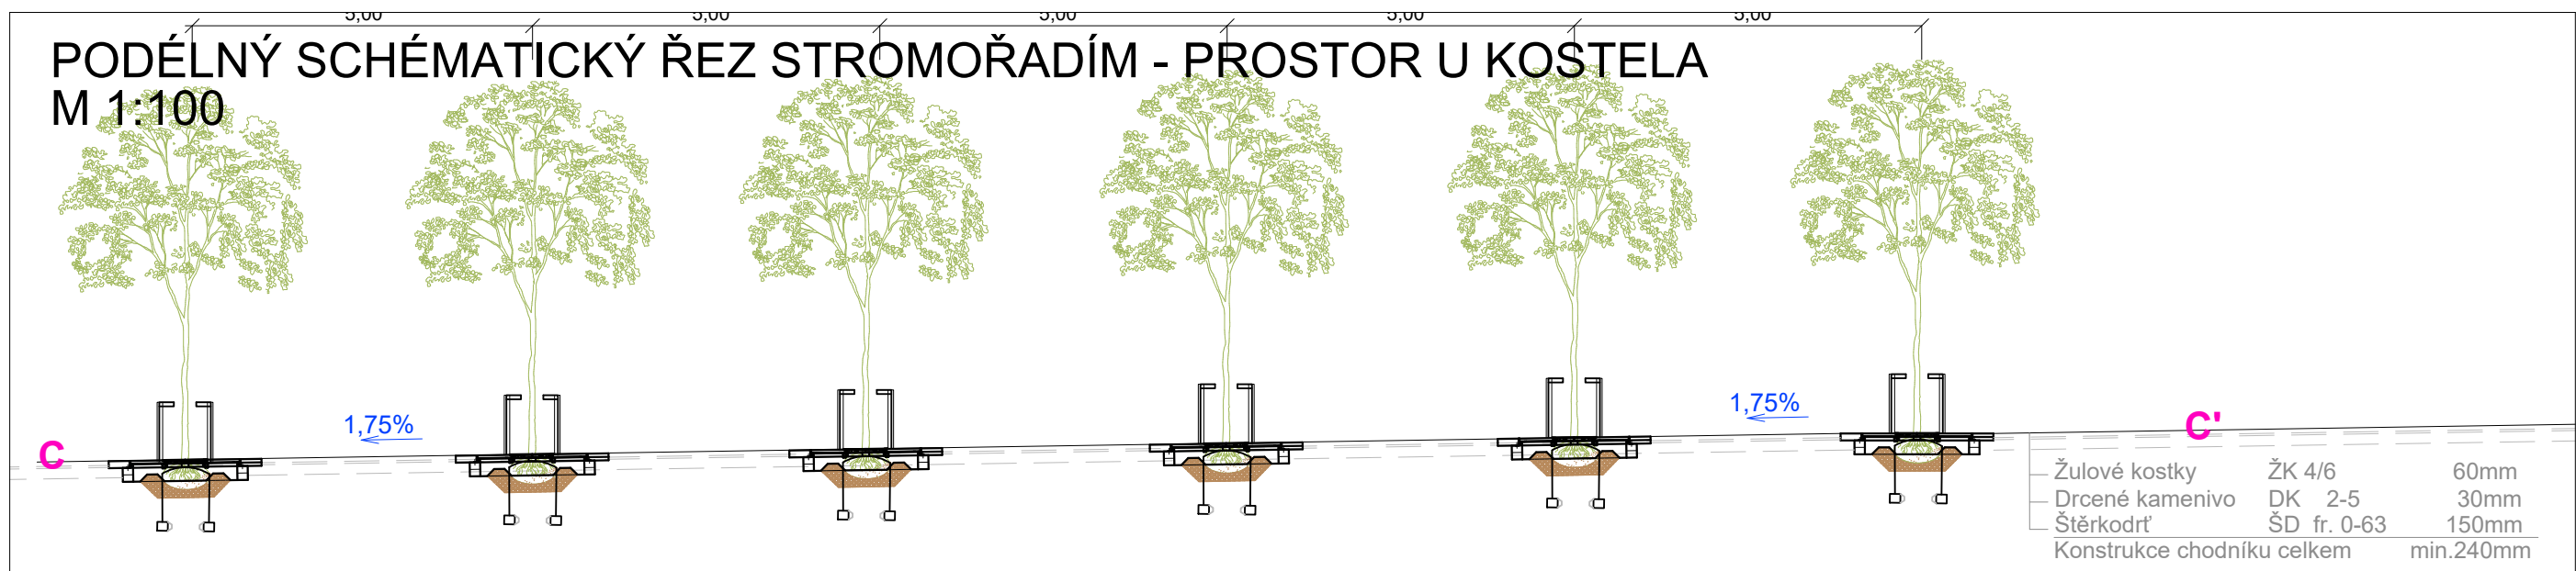 5,00 5,00 5,00 5,00 5,00
PODÉLNÝ SCHÉMATICKÝ ŘEZ STROMOŘADÍM - PROSTOR U KOSTELA
M 1:100
1,75%
1,75%
C
C'
Žulové kostky ŽK 4/6 60mm
Drcené kamenivo DK 2-5 30mm
Štěrkodrť ŠD fr. 0-63 150mm
Konstrukce chodníku celkem min.240mm